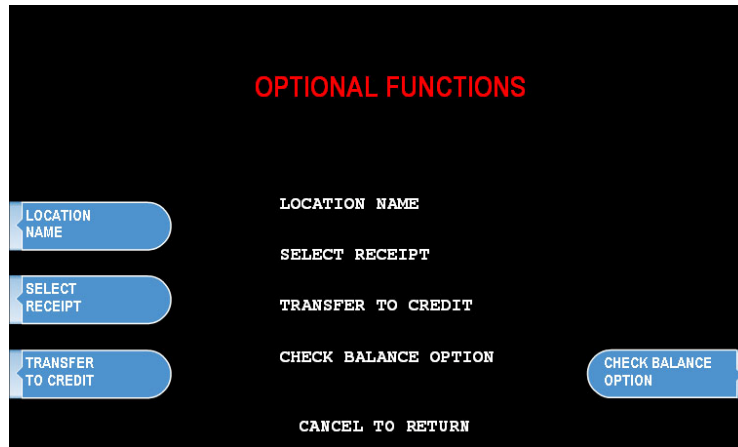 OPTIONAL FUNCTIONS
LOCATION NAME
LOCATION
NAME
SELECT RECEIPT
SELECT
RECEIPT
TRANSFER TO CREDIT
CHECK BALANCE OPTION
TRANSFER
TO CREDIT
CHECK BALANCE
OPTION
CANCEL TO RETURN